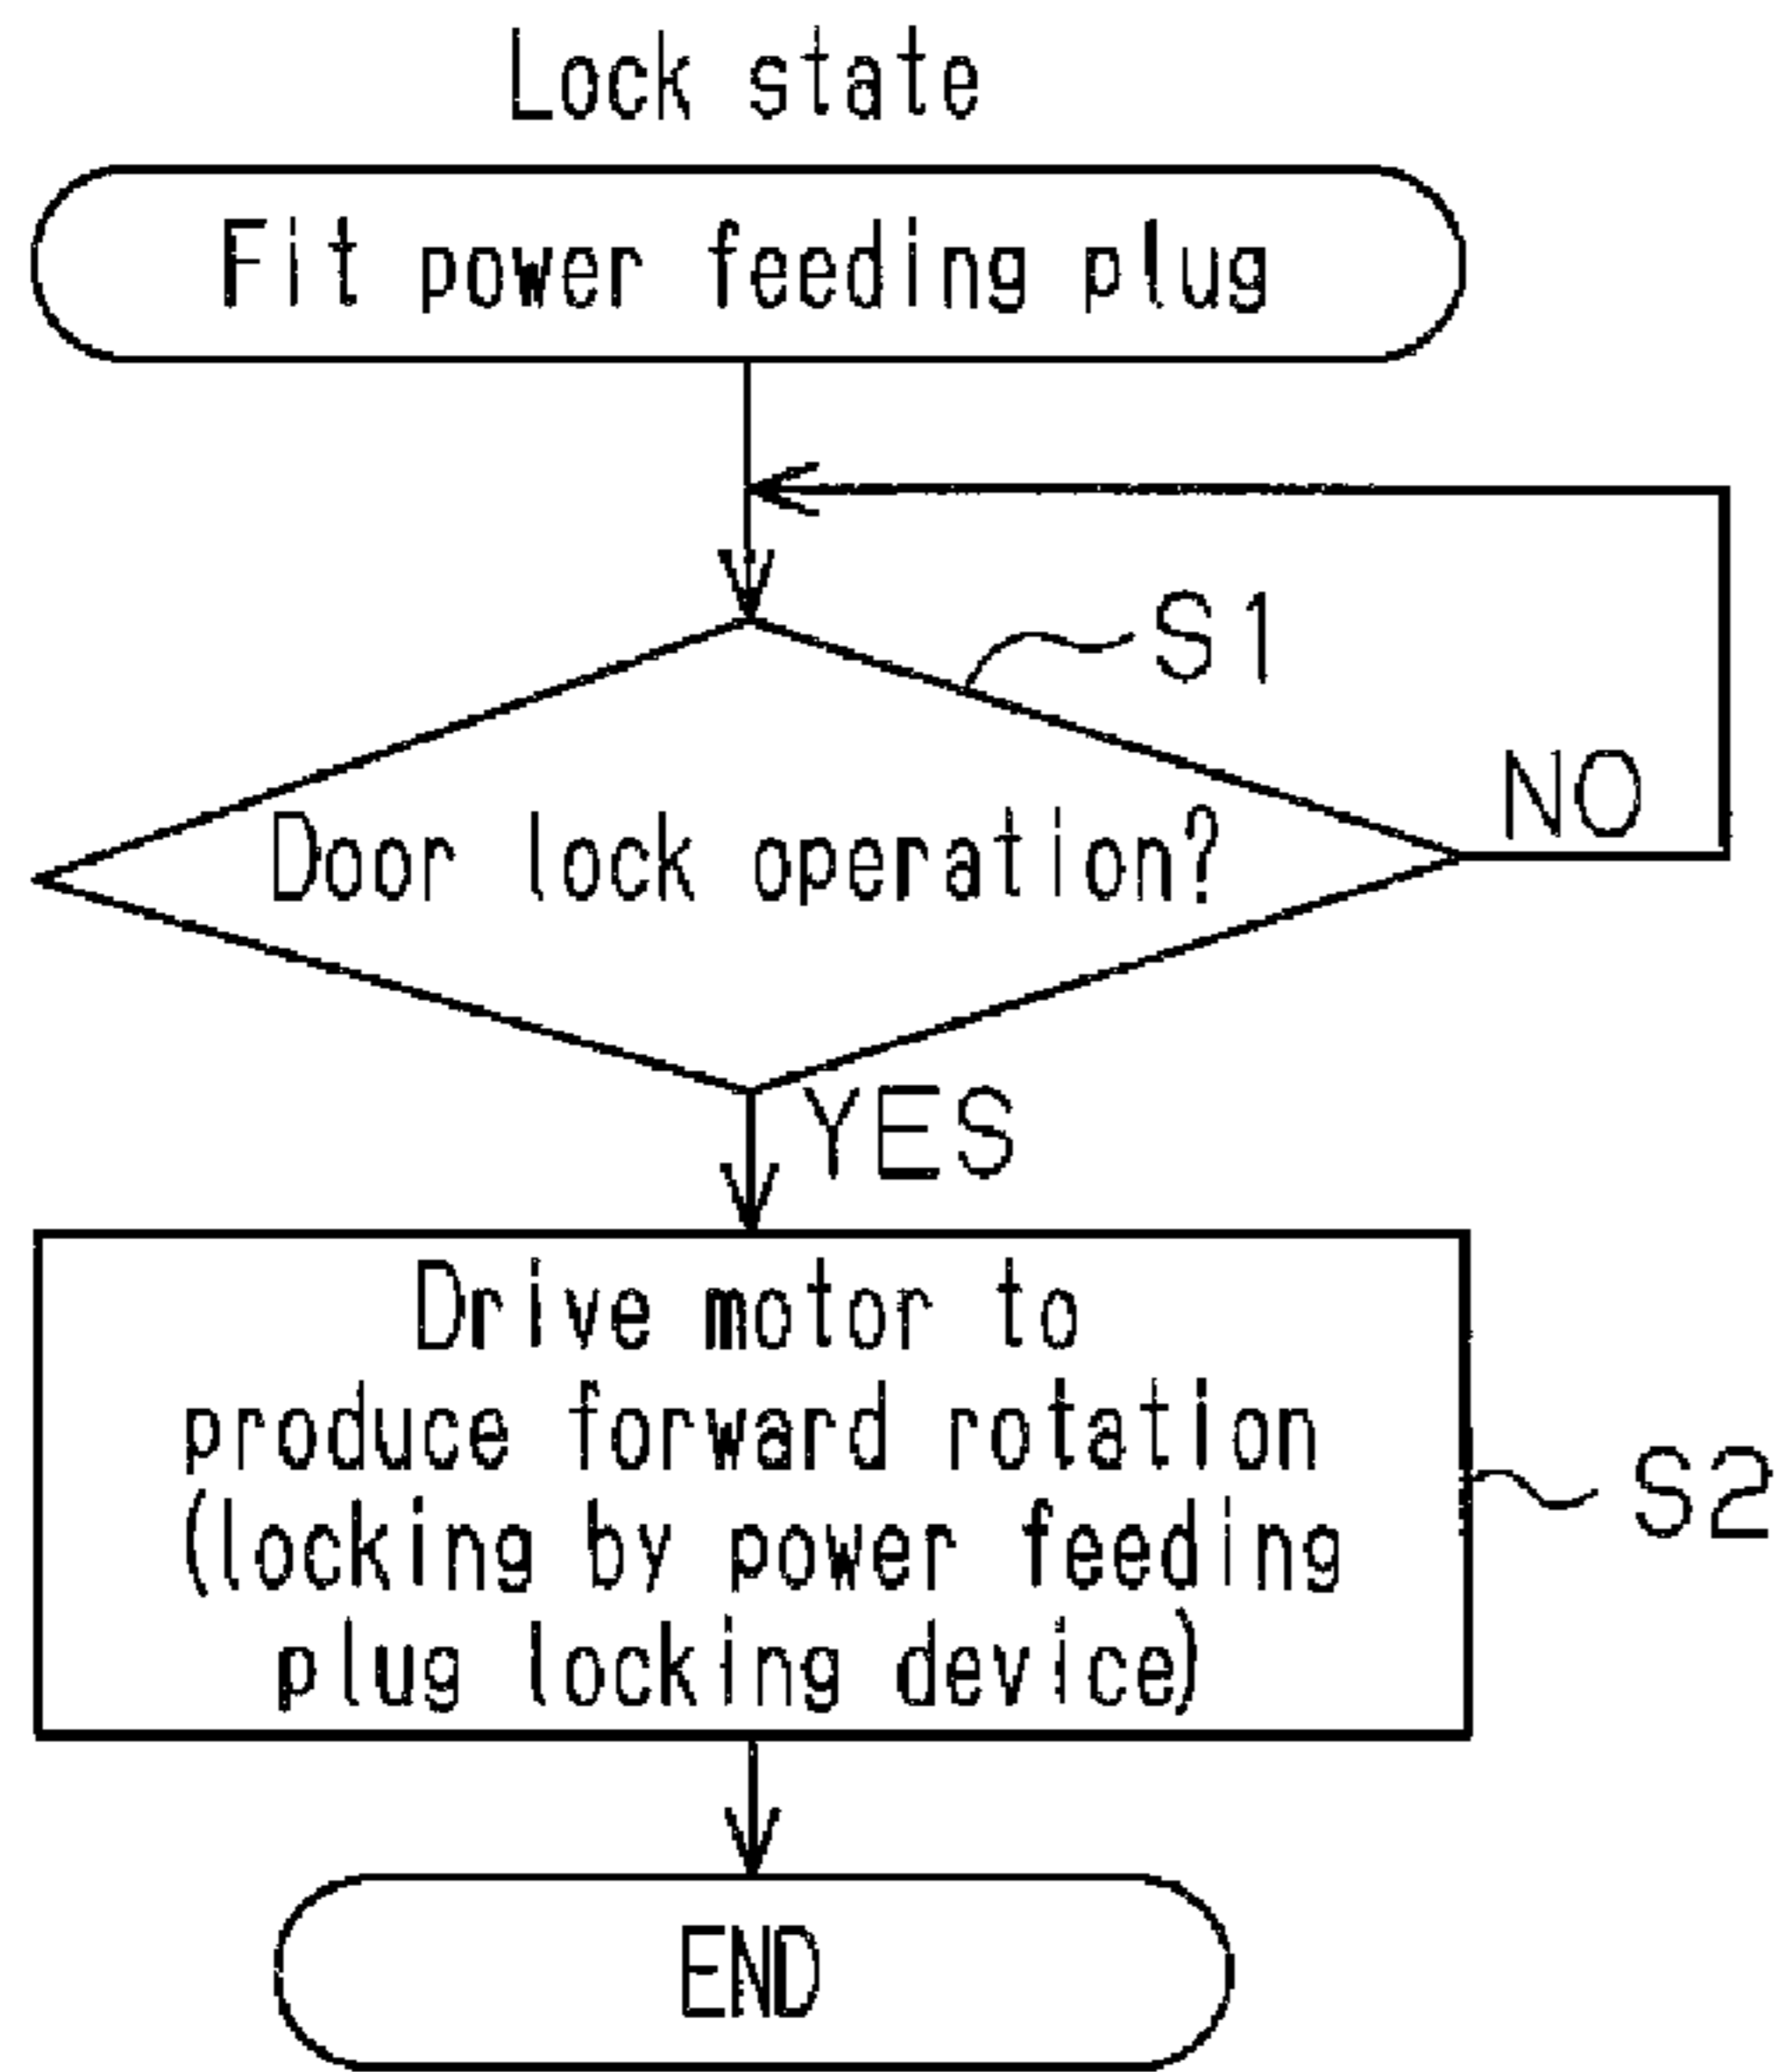 Lock state
Fit power feeding plug
S1
NO
Door lock operation?
YES
Drive motor to
produce forward rotation
(locking by power feeding
plug locking device)
S2
END